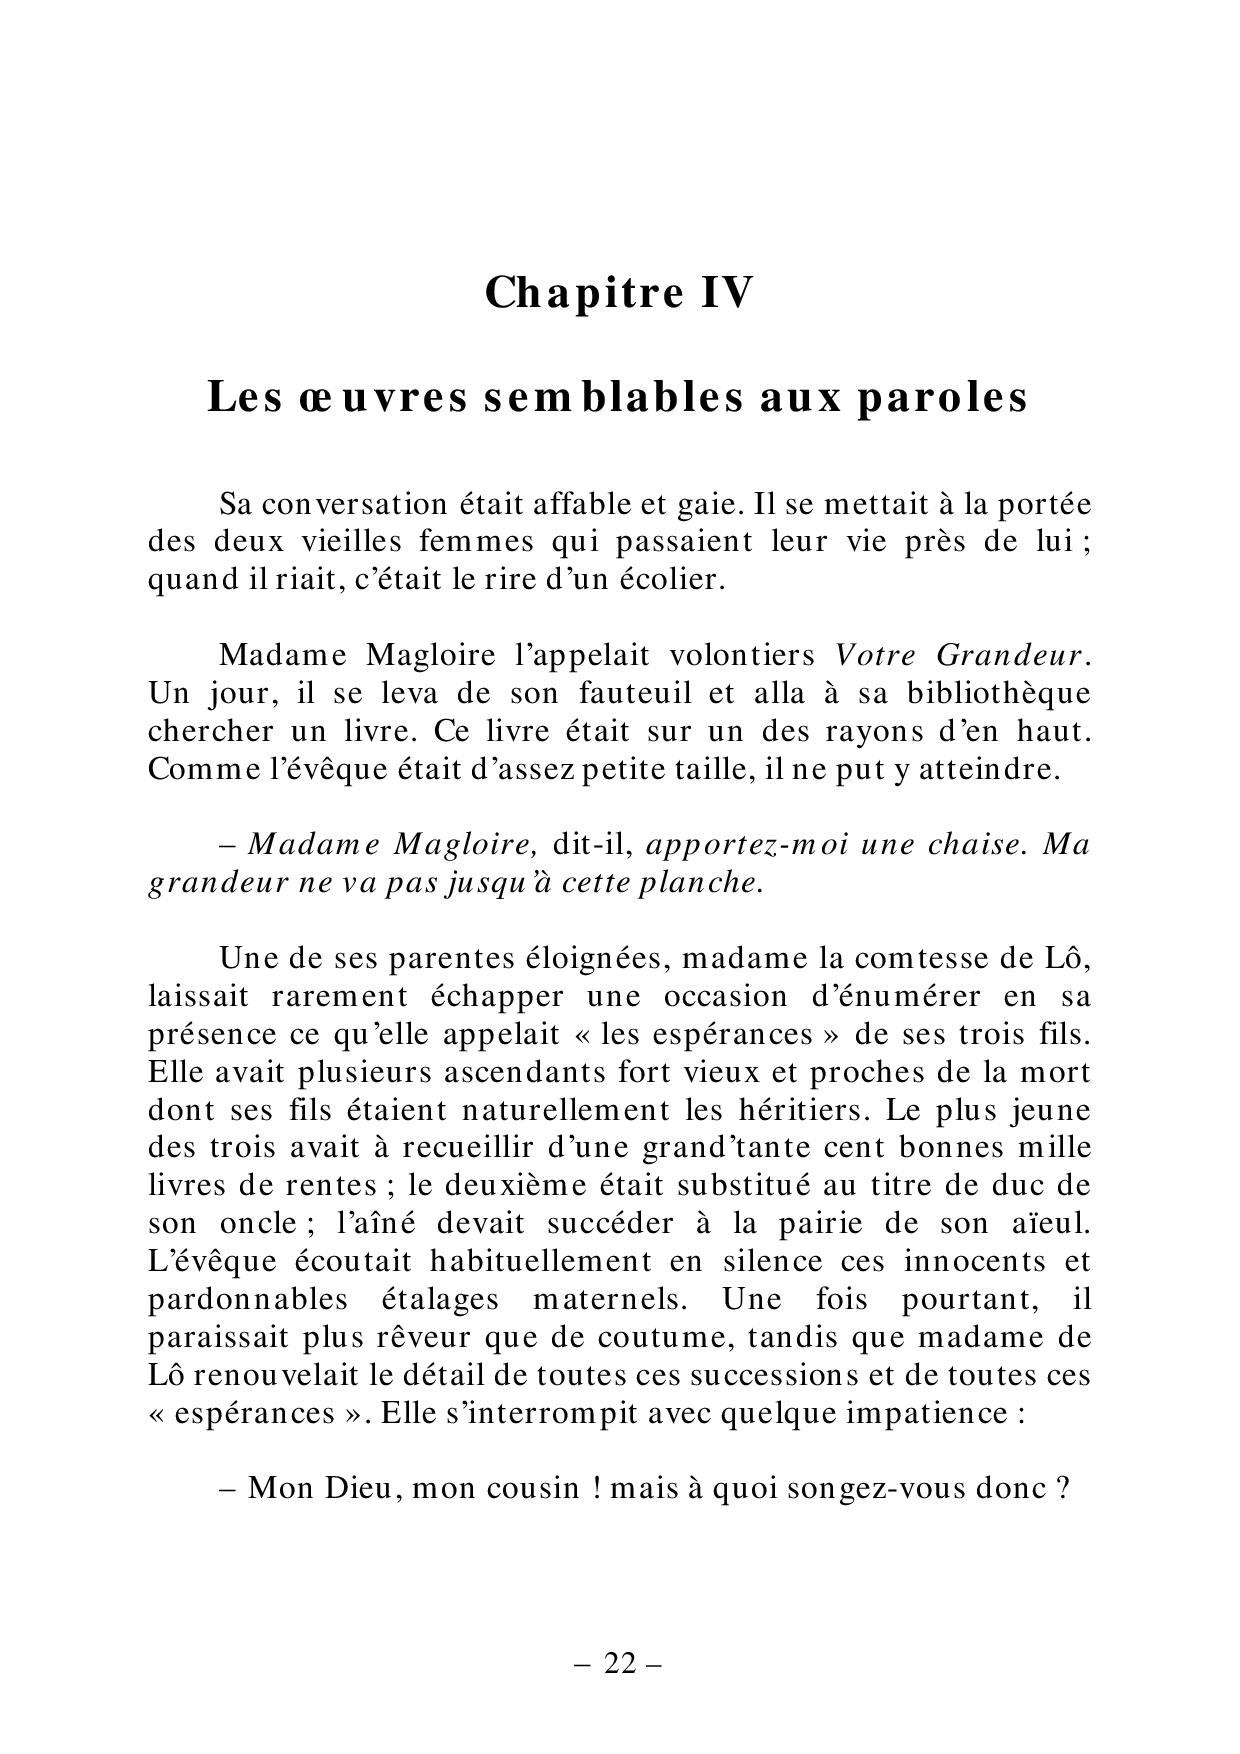 Chapitre IV
Les œuvres semblables aux paroles
Sa conversation était affable et gaie. Il se mettait à la portée
des deux vieilles femmes qui passaient leur vie près de lui ;
quand il riait, c’était le rire d’un écolier.
Madame Magloire l’appelait volontiers Votre Grandeur.
Un jour, il se leva de son fauteuil et alla à sa bibliothèque
chercher un livre. Ce livre était sur un des rayons d’en haut.
Comme l’évêque était d’assez petite taille, il ne put y atteindre.
– Madame Magloire, dit-il, apportez-moi une chaise. Ma
grandeur ne va pas jusqu’à cette planche.
Une de ses parentes éloignées, madame la comtesse de Lô,
laissait rarement échapper une occasion d’énumérer en sa
présence ce qu’elle appelait « les espérances » de ses trois fils.
Elle avait plusieurs ascendants fort vieux et proches de la mort
dont ses fils étaient naturellement les héritiers. Le plus jeune
des trois avait à recueillir d’une grand’tante cent bonnes mille
livres de rentes ; le deuxième était substitué au titre de duc de
son oncle ; l’aîné devait succéder à la pairie de son aïeul.
L’évêque écoutait habituellement en silence ces innocents et
pardonnables étalages maternels. Une fois pourtant, il
paraissait plus rêveur que de coutume, tandis que madame de
Lô renouvelait le détail de toutes ces successions et de toutes ces
« espérances ». Elle s’interrompit avec quelque impatience :
– Mon Dieu, mon cousin ! mais à quoi songez-vous donc ?
– 22 –